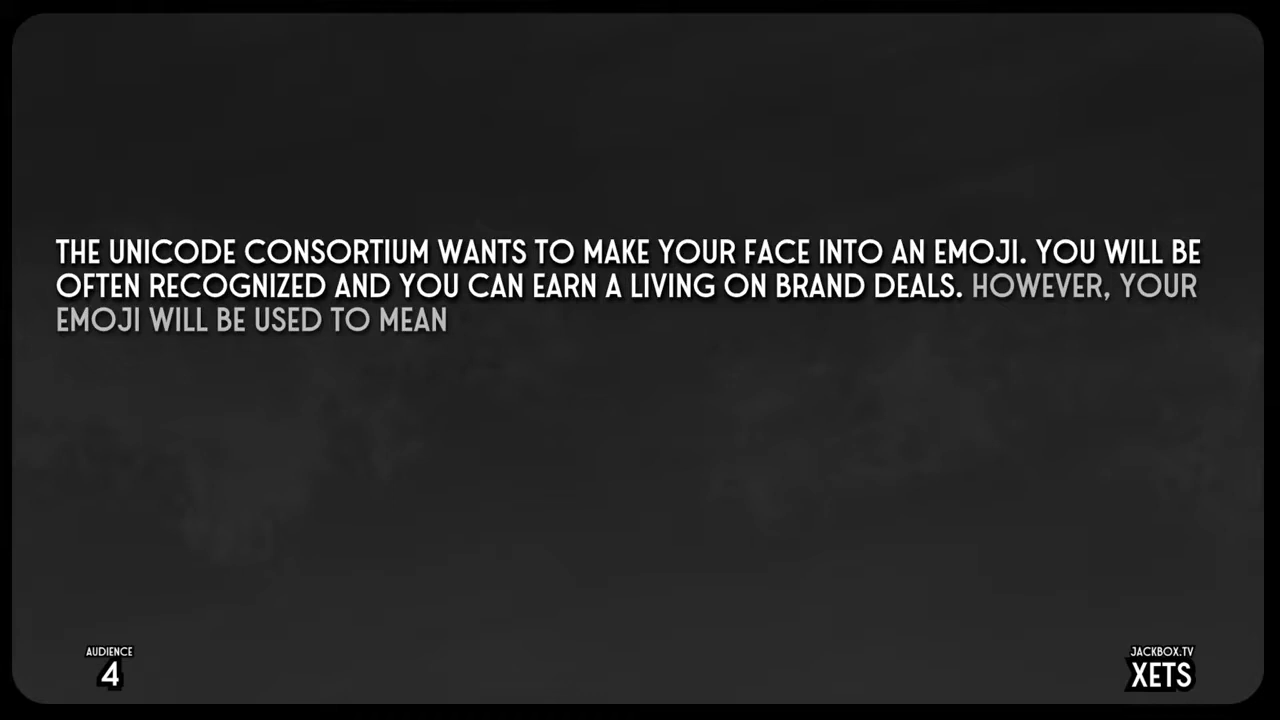 THE UNICODE CONSORTIUM WANTS TO MAKE YOUR FACE INTO AN EMOJI. YOU WILL BE
OFTEN RECOGNIZED AND YOU CAN EARN A LIVING ON BRAND DEALS. HOWEVER, YOUR
EMOJI WILL BE USED TO MEAN
AUDIENCE
4
JACKBOX.TV
XETS